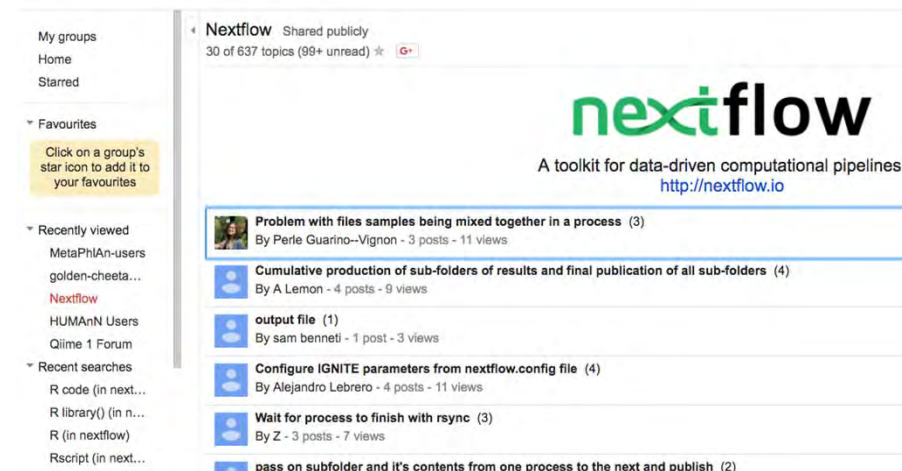 My groups
Home
Starred
Favourites
Click on a group's
star icon to add it to
your favourites
Recently viewed
MetaPhlAn-users
golden-cheeta...
Nextflow
HUMAnN Users
Qiime 1 Forum
Recent searches
R code (in next...
R library() (in n...
R (in nextflow)
Rscript (in next...
Nextflow Shared publicly
30 of 637 topics (99+ unread) G+
nextflow
A toolkit for data-driven computational pipelines
http://nextflow.io
Problem with files samples being mixed together in a process (3)
By Perle Guarino--Vignon - 3 posts - 11 views
Cumulative production of sub-folders of results and final publication of all sub-folders (4)
By A Lemon - 4 posts - 9 views
output file (1)
By sam benneti - 1 post - 3 views
Configure IGNITE parameters from nextflow.config file (4)
By Alejandro Lebrero - 4 posts - 11 views
Wait for process to finish with rsync (3)
By Z - 3 posts - 7 views
pass on subfolder and it's contents from one process to the next and publish (2)